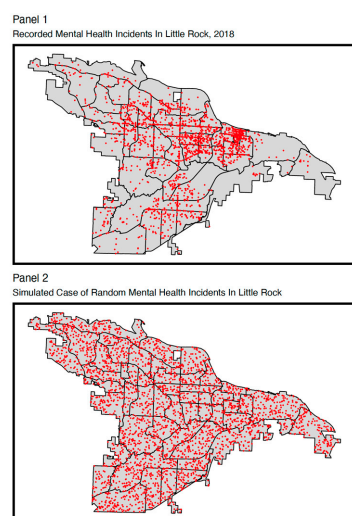 Panel 1
Recorded Mental Health Incidents In Little Rock, 2018
Panel 2
Simulated Case of Random Mental Health Incidents In Little Rock